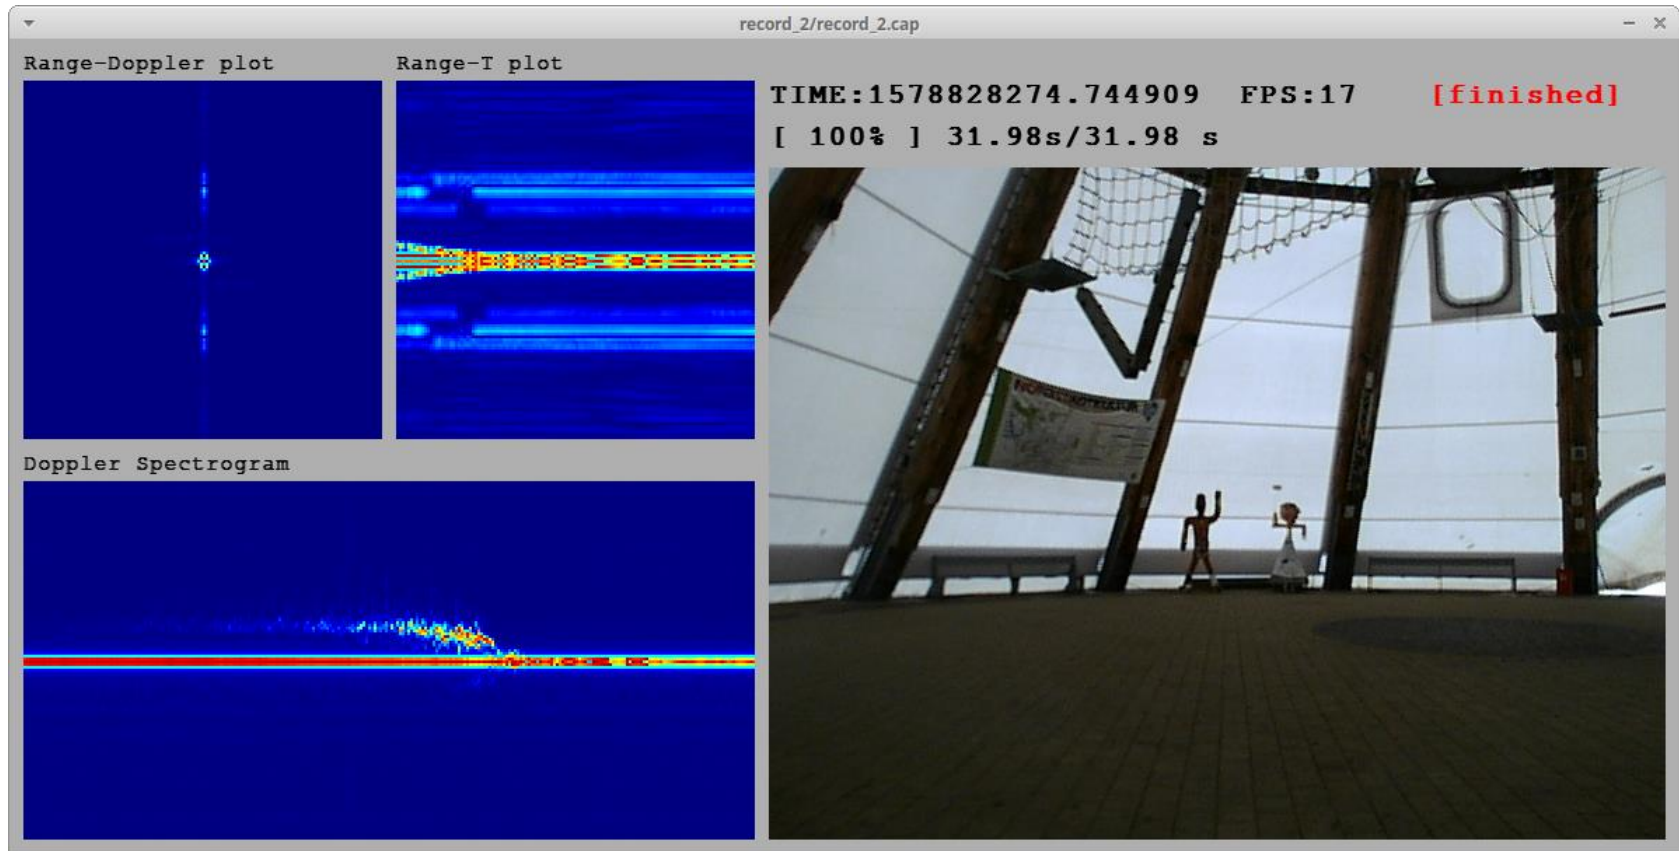 record_2/record_2.cap
Range-Doppler plot
Range-T plot
TIME:1578828274.744909 FPS:17 [finished]
[ 100% ] 31.98s/31.98 s
Doppler Spectrogram